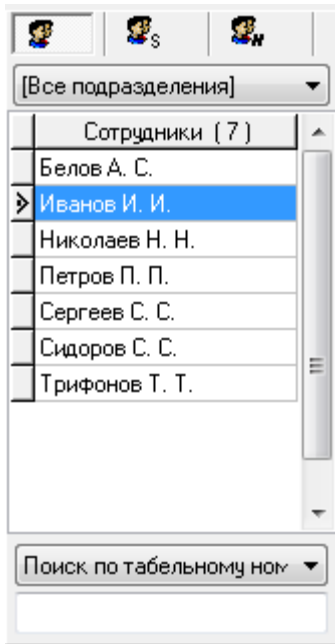 S
N
[Все подразделения]
Сотрудники ( 7 )
Белов А. С.
Иванов И. И.
Николаев Н. Н.
Петров П. П.
Сергеев С. С.
Сидоров С. С.
Трифонов Т. Т.
Поиск по табельному ном